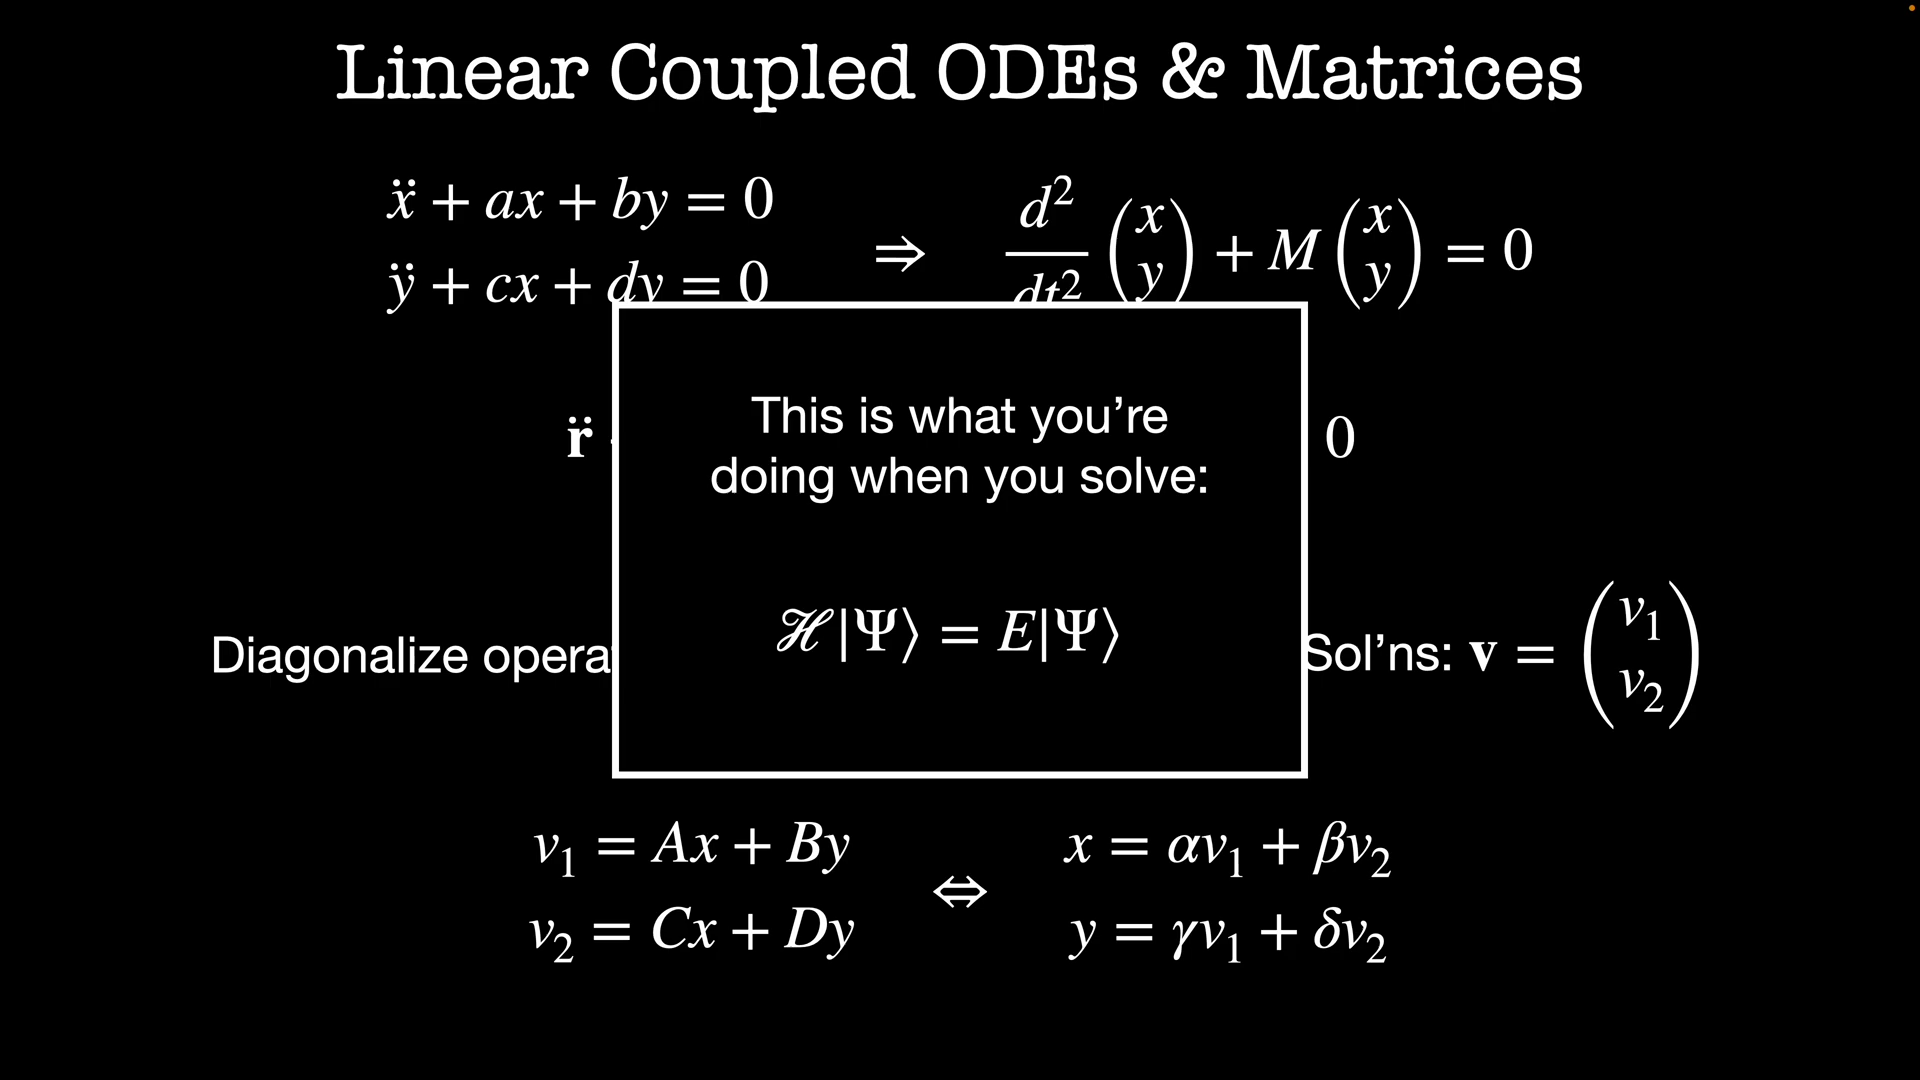 Linear Coupled ODEs & Matrices
ẍ + ax + by = 0
ÿ + cx + dy = 0
⇒
d²/dt² (x y) + M (x y) = 0
r̈
0
This is what you're
doing when you solve:
ℋ|Ψ⟩ = E|Ψ⟩
Diagonalize opera
Sol'ns: v = (v₁ v₂)
v₁ = Ax + By
v₂ = Cx + Dy
⇔
x = αv₁ + βv₂
y = γv₁ + δv₂